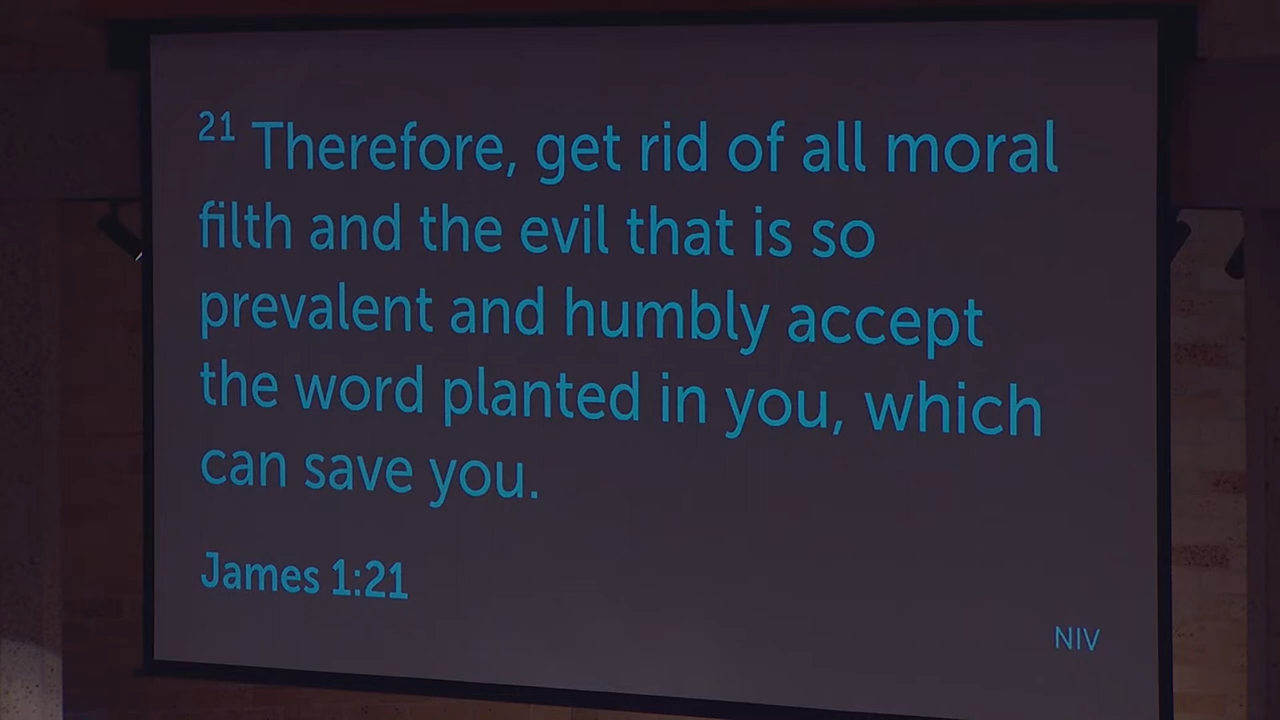 21 Therefore, get rid of all moral
filth and the evil that is so
prevalent and humbly accept
the word planted in you, which
can save you.
James 1:21
NIV